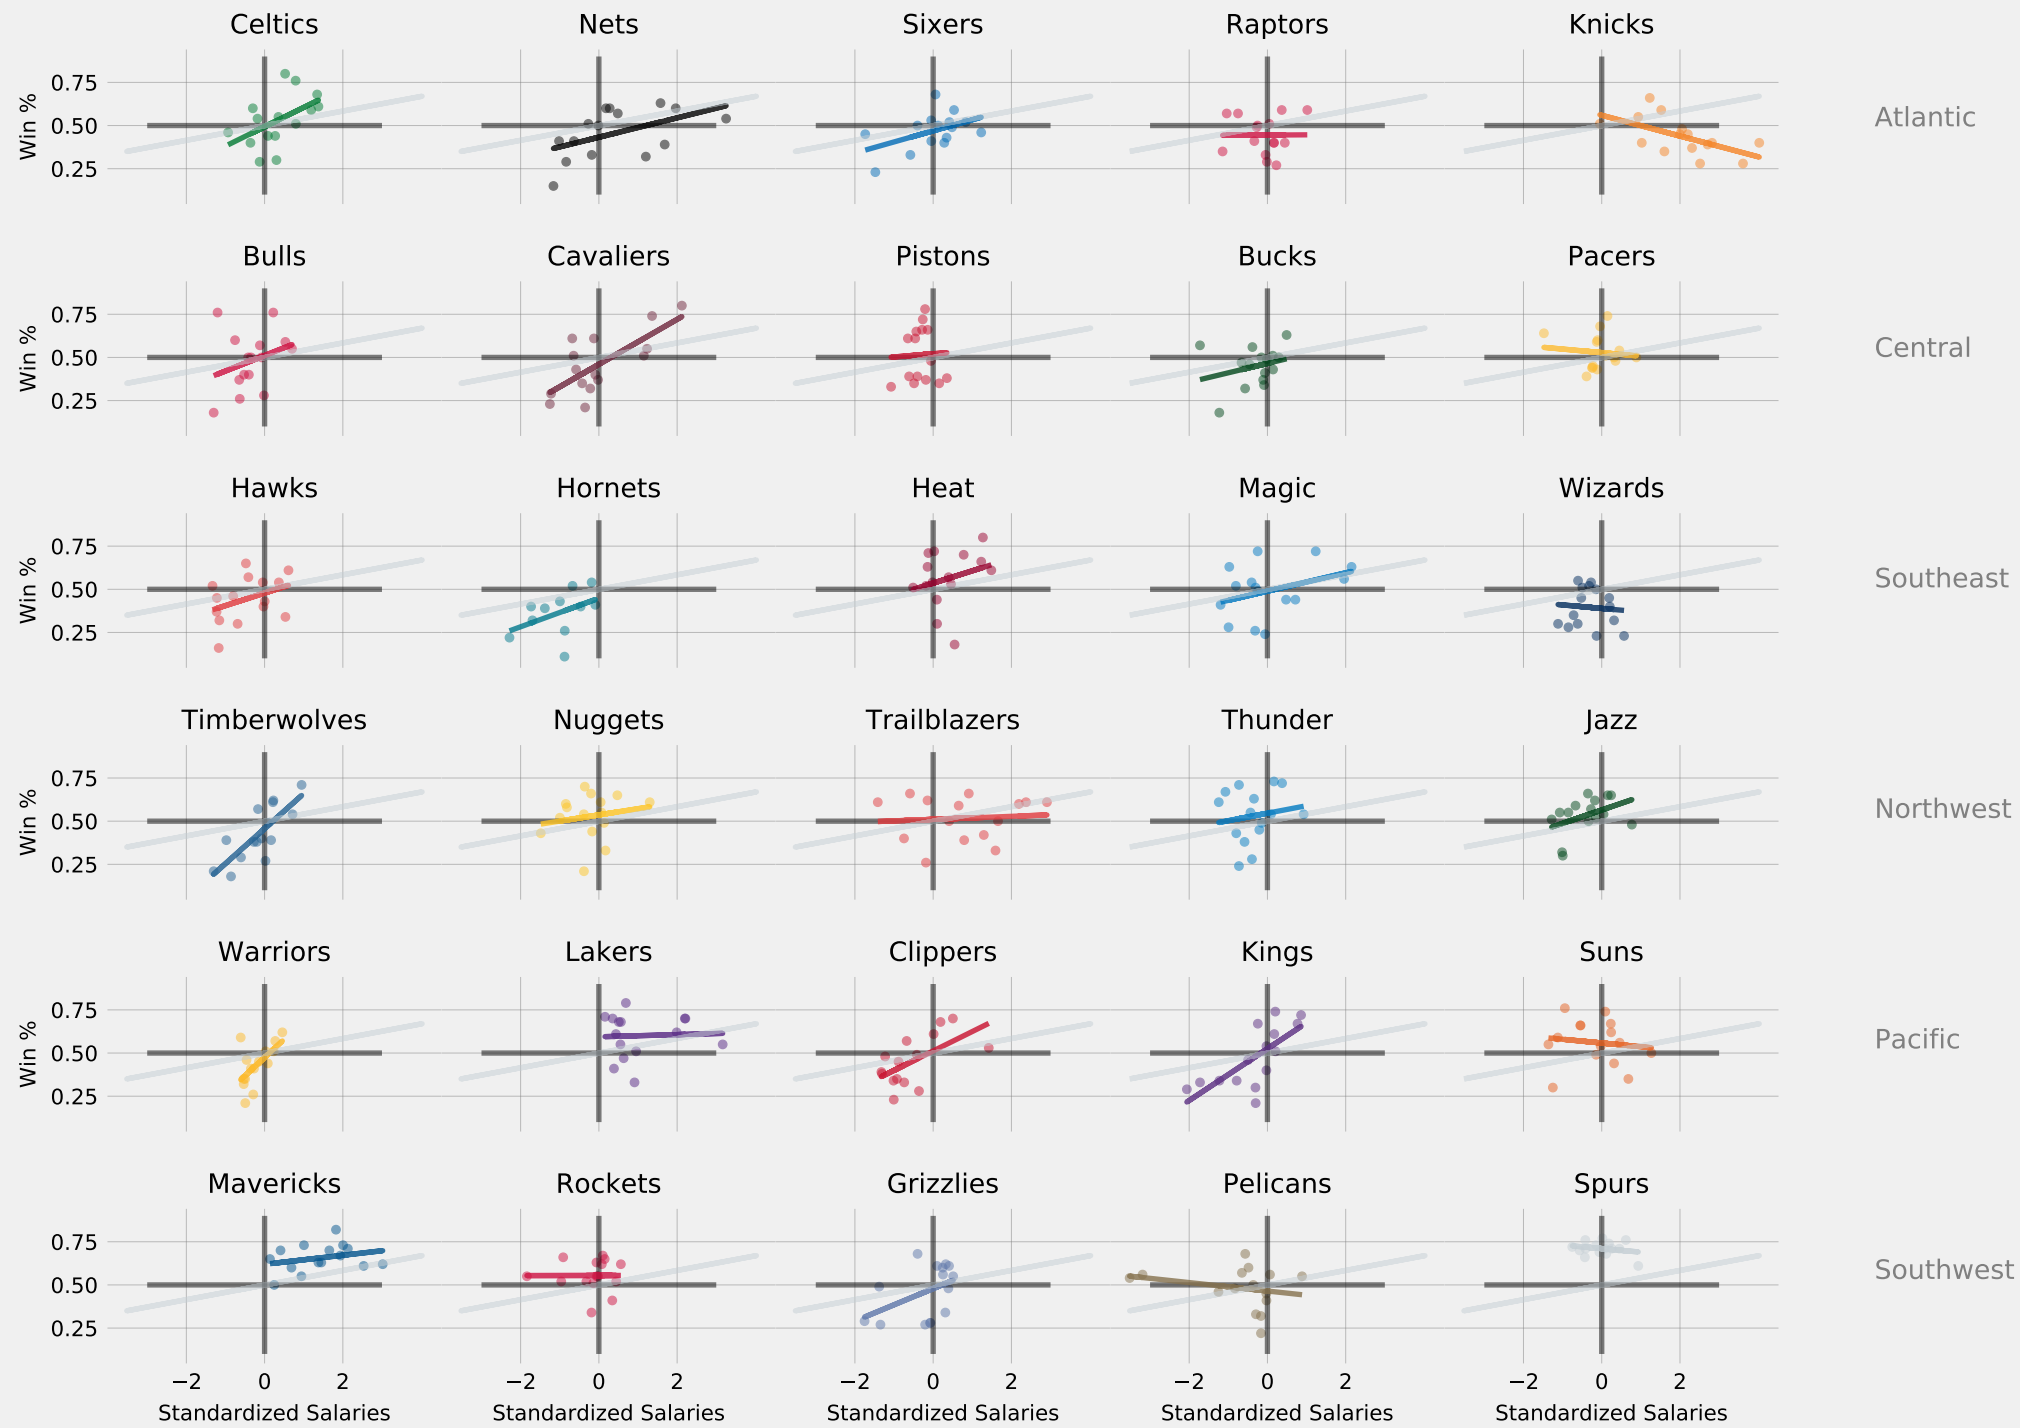 Celtics Nets Sixers Raptors Knicks
0.75
0.50
0.25
Win %
Atlantic
Bulls Cavaliers Pistons Bucks Pacers
0.75
0.50
0.25
Win %
Central
Hawks Hornets Heat Magic Wizards
0.75
0.50
0.25
Win %
Southeast
Timberwolves Nuggets Trailblazers Thunder Jazz
0.75
0.50
0.25
Win %
Northwest
Warriors Lakers Clippers Kings Suns
0.75
0.50
0.25
Win %
Pacific
Mavericks Rockets Grizzlies Pelicans Spurs
0.75
0.50
0.25
Southwest
−2 0 2 −2 0 2 −2 0 2 −2 0 2 −2 0 2
Standardized Salaries Standardized Salaries Standardized Salaries Standardized Salaries Standardized Salaries